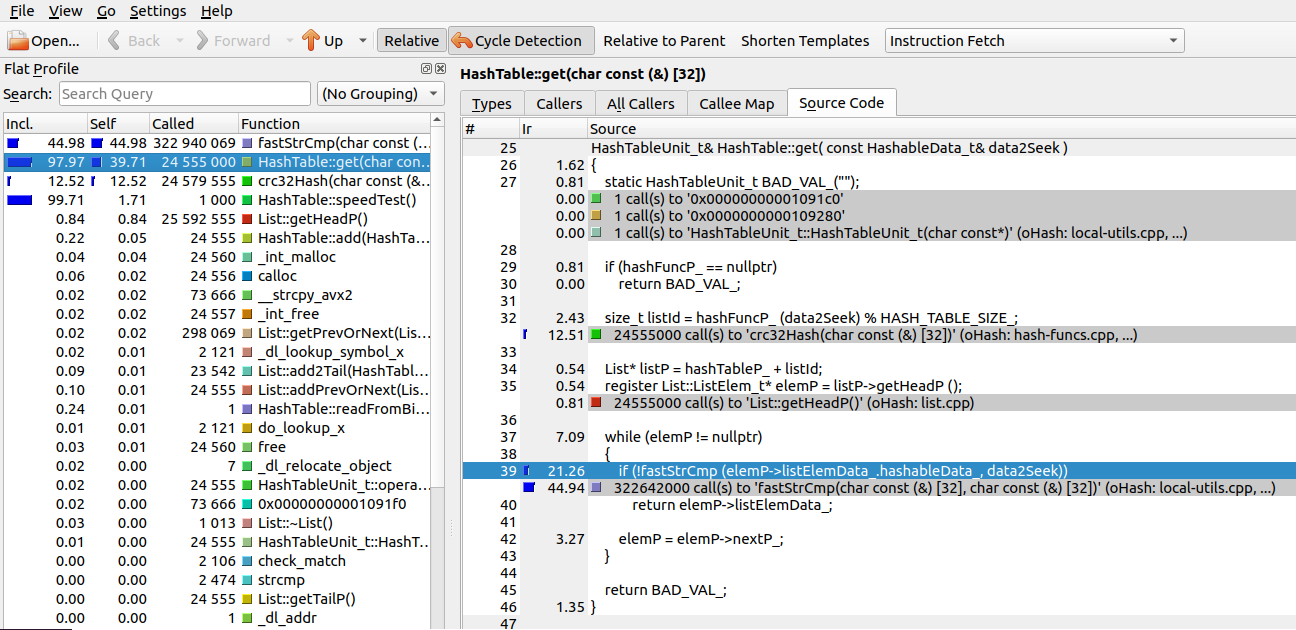 File View Go Settings Help
Open... Back Forward Up Relative Cycle Detection Relative to Parent Shorten Templates Instruction Fetch
Flat Profile
Search: Search Query (No Grouping)
Incl. Self Called Function
44.98 44.98 322 940 069 fastStrCmp(char const (...
97.97 39.71 24 555 000 HashTable::get(char con...
12.52 12.52 24 579 555 crc32Hash(char const (&...
99.71 1.71 1 000 HashTable::speedTest()
0.84 0.84 25 592 555 List::getHeadP()
0.22 0.05 24 555 HashTable::add(HashTa...
0.04 0.04 24 560 _int_malloc
0.06 0.02 24 556 calloc
0.02 0.02 73 666 __strcpy_avx2
0.02 0.02 24 557 _int_free
0.02 0.02 298 069 List::getPrevOrNext(Lis...
0.02 0.01 2 121 _dl_lookup_symbol_x
0.09 0.01 23 542 List::add2Tail(HashTabl...
0.10 0.01 24 555 List::addPrevOrNext(Lis...
0.24 0.01 1 HashTable::readFromBi...
0.01 0.01 2 121 do_lookup_x
0.03 0.01 24 560 free
0.02 0.00 7 _dl_relocate_object
0.02 0.00 24 555 HashTableUnit_t::opera...
0.02 0.00 73 666 0x00000000001091f0
0.03 0.00 1 013 List::~List()
0.01 0.00 24 555 HashTableUnit_t::HashT...
0.00 0.00 2 106 check_match
0.00 0.00 2 474 strcmp
0.00 0.00 24 555 List::getTailP()
0.00 0.00 1 _dl_addr
HashTable::get(char const (&) [32])
Types Callers All Callers Callee Map Source Code
# Ir Source
25 HashTableUnit_t& HashTable::get( const HashableData_t& data2Seek )
26 1.62 {
27 0.81 static HashTableUnit_t BAD_VAL_("");
0.00 1 call(s) to '0x00000000001091c0'
0.00 1 call(s) to '0x0000000000109280'
0.00 1 call(s) to 'HashTableUnit_t::HashTableUnit_t(char const*)' (oHash: local-utils.cpp, ...)
28
29 0.81 if (hashFuncP_ == nullptr)
30 0.00 return BAD_VAL_;
31
32 2.43 size_t listId = hashFuncP_ (data2Seek) % HASH_TABLE_SIZE_;
12.51 24555000 call(s) to 'crc32Hash(char const (&) [32])' (oHash: hash-funcs.cpp, ...)
33
34 0.54 List* listP = hashTableP_ + listId;
35 0.54 register List::ListElem_t* elemP = listP->getHeadP ();
0.81 24555000 call(s) to 'List::getHeadP()' (oHash: list.cpp)
36
37 7.09 while (elemP != nullptr)
38 {
39 21.26 if (!fastStrCmp (elemP->listElemData_.hashableData_, data2Seek))
44.94 322642000 call(s) to 'fastStrCmp(char const (&) [32], char const (&) [32])' (oHash: local-utils.cpp, ...)
40 return elemP->listElemData_;
41
42 3.27 elemP = elemP->nextP_;
43 }
44
45 return BAD_VAL_;
46 1.35 }
47